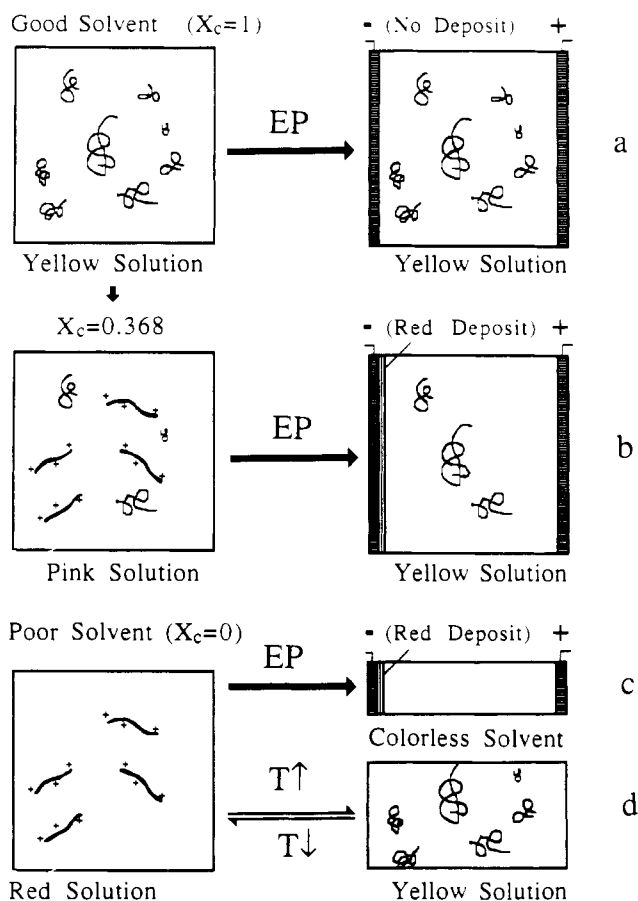 Good Solvent (Xc=1)
- (No Deposit) +
EP
a
Yellow Solution
Yellow Solution
Xc=0.368
- (Red Deposit) +
EP
b
Pink Solution
Yellow Solution
Poor Solvent (Xc=0)
- (Red Deposit) +
EP
c
Colorless Solvent
T↑
T↓
d
Red Solution
Yellow Solution